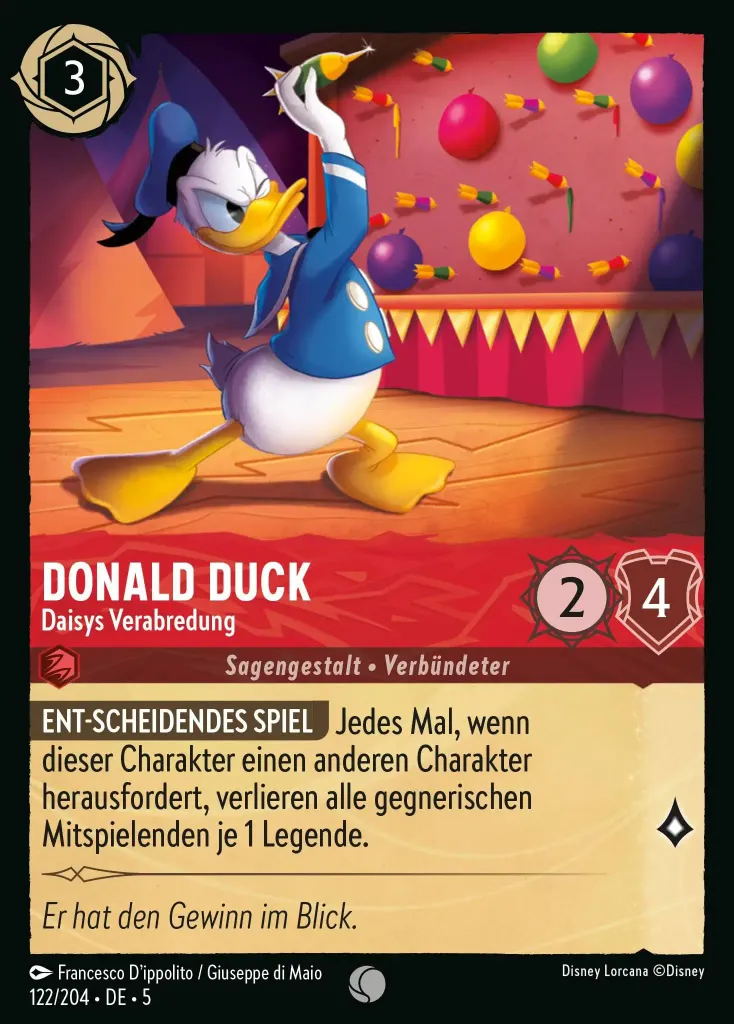 3
DONALD DUCK
Daisys Verabredung
2
4
Sagengestalt • Verbündeter
ENT-SCHEIDENDES SPIEL Jedes Mal, wenn
dieser Charakter einen anderen Charakter
herausfordert, verlieren alle gegnerischen
Mitspielenden je 1 Legende.
Er hat den Gewinn im Blick.
Francesco D'ippolito / Giuseppe di Maio
Disney Lorcana ©Disney
122/204 • DE • 5